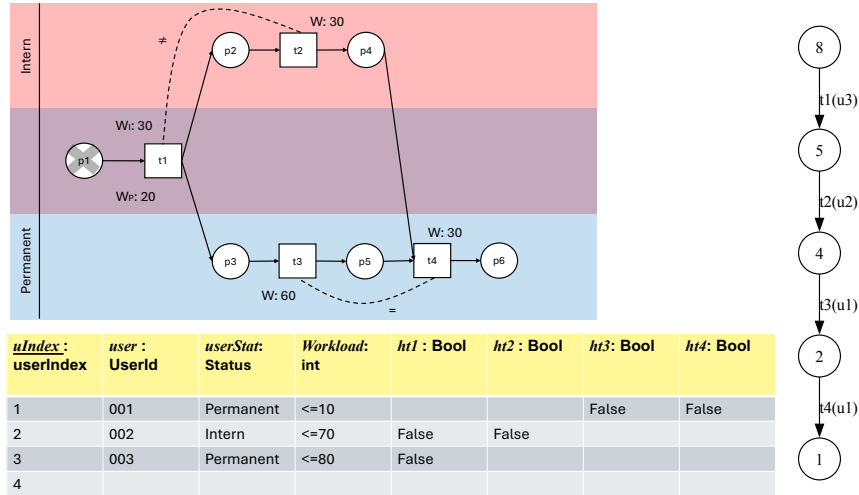 Intern
Permanent
≠
W: 30
p2
t2
p4
WI: 30
p1
t1
WP: 20
W: 30
p3
t3
p5
t4
p6
W: 60
=
8
t1(u3)
5
t2(u2)
4
t3(u1)
2
t4(u1)
1
uIndex : userIndex
user : UserId
userStat: Status
Workload: int
ht1 : Bool
ht2 : Bool
ht3: Bool
ht4: Bool
1 001 Permanent <=10 False False
2 002 Intern <=70 False False
3 003 Permanent <=80 False
4